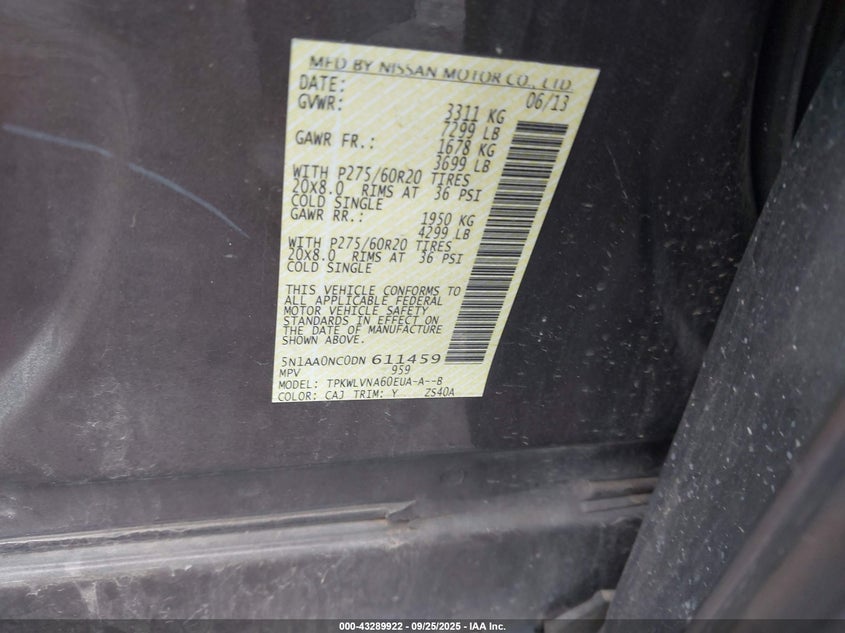 MFD BY NISSAN MOTOR CO., LTD.
DATE: 06/13
GVWR: 3311 KG
7299 LB
GAWR FR.: 1678 KG
3699 LB
WITH P275/60R20 TIRES
20X8.0 RIMS AT 36 PSI
COLD SINGLE
GAWR RR.: 1950 KG
4299 LB
WITH P275/60R20 TIRES
20X8.0 RIMS AT 36 PSI
COLD SINGLE
THIS VEHICLE CONFORMS TO
ALL APPLICABLE FEDERAL
MOTOR VEHICLE SAFETY
STANDARDS IN EFFECT ON
THE DATE OF MANUFACTURE
SHOWN ABOVE.
5N1AA0NC0DN 611459
MPV 959
MODEL: TPKWLVNA60EUA-A--B
COLOR: CAJ TRIM: Y ZS40A
000-43289922 - 09/25/2025 - IAA Inc.